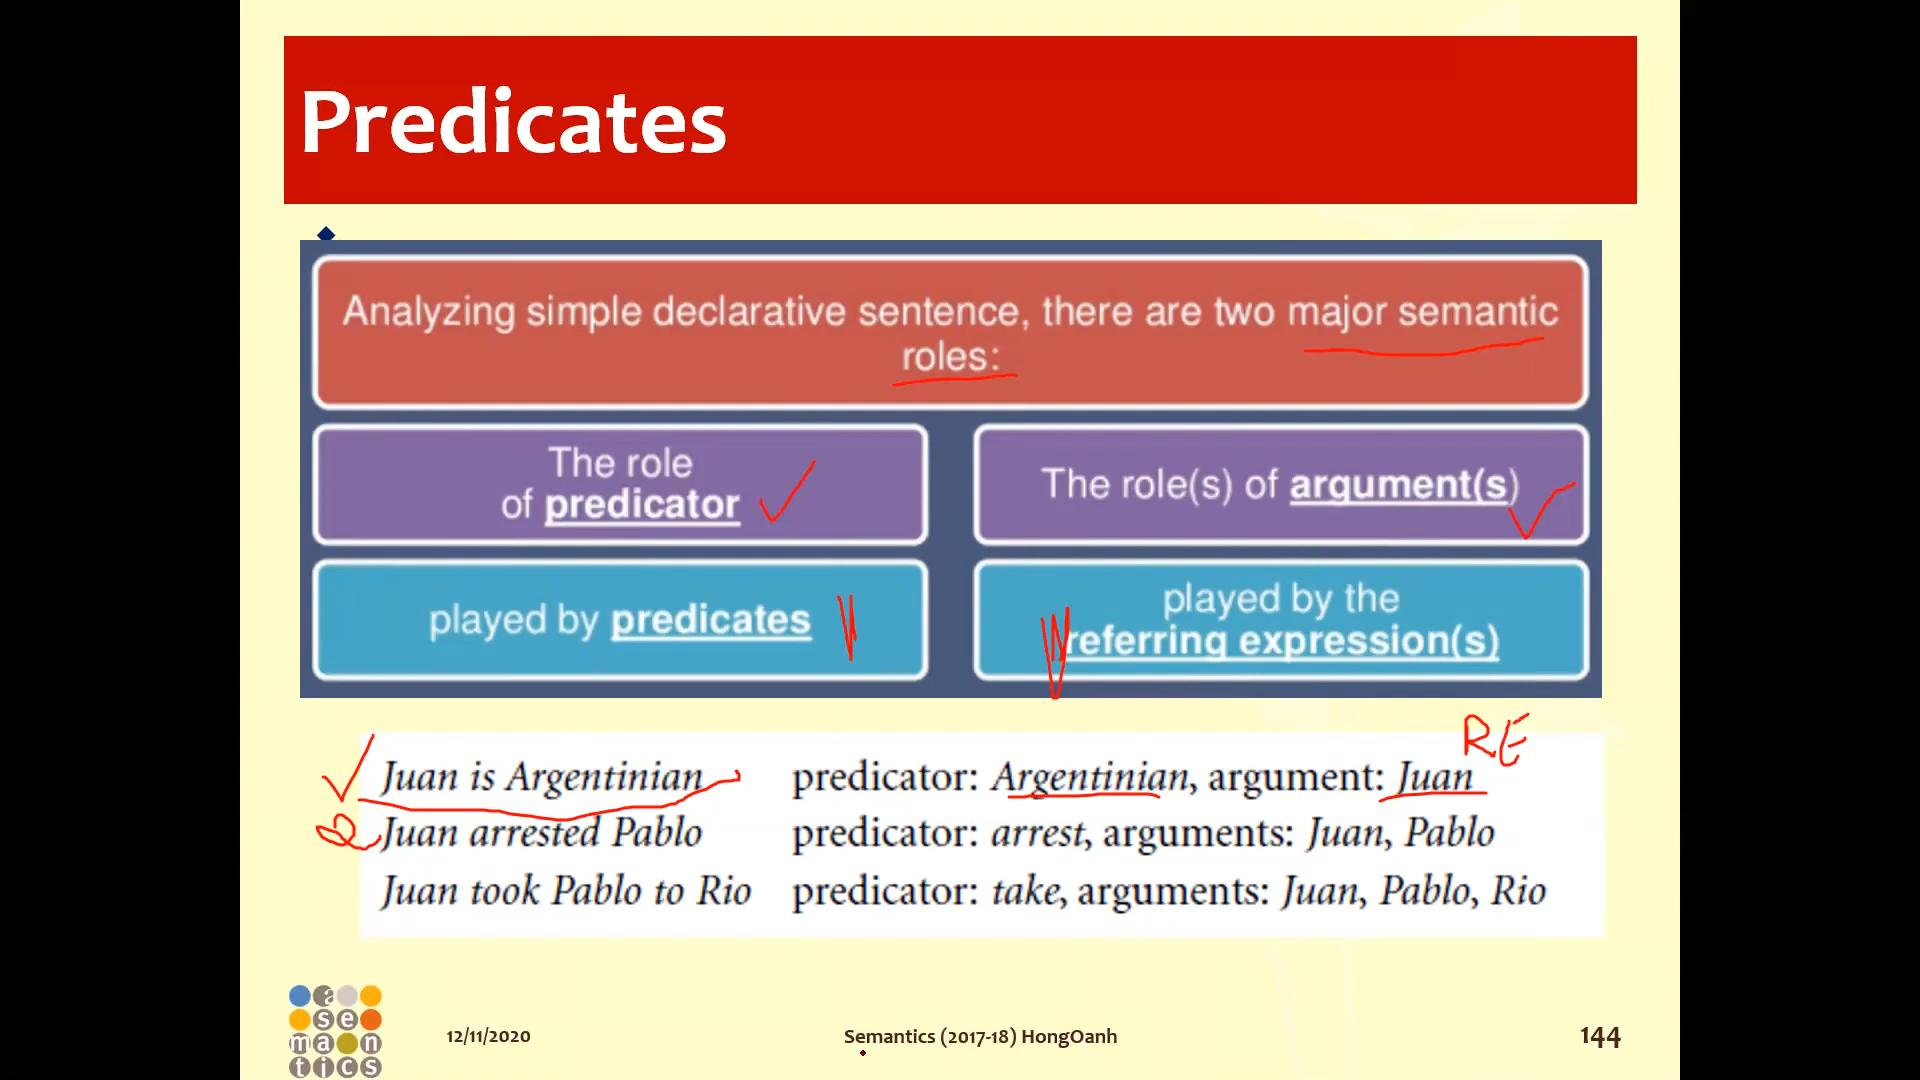 Predicates
Analyzing simple declarative sentence, there are two major semantic
roles:
The role
of predicator
The role(s) of argument(s)
played by predicates
played by the
referring expression(s)
RE
Juan is Argentinian predicator: Argentinian, argument: Juan
Juan arrested Pablo predicator: arrest, arguments: Juan, Pablo
Juan took Pablo to Rio predicator: take, arguments: Juan, Pablo, Rio
a
se
man
tics
12/11/2020
Semantics (2017-18) HongOanh
144